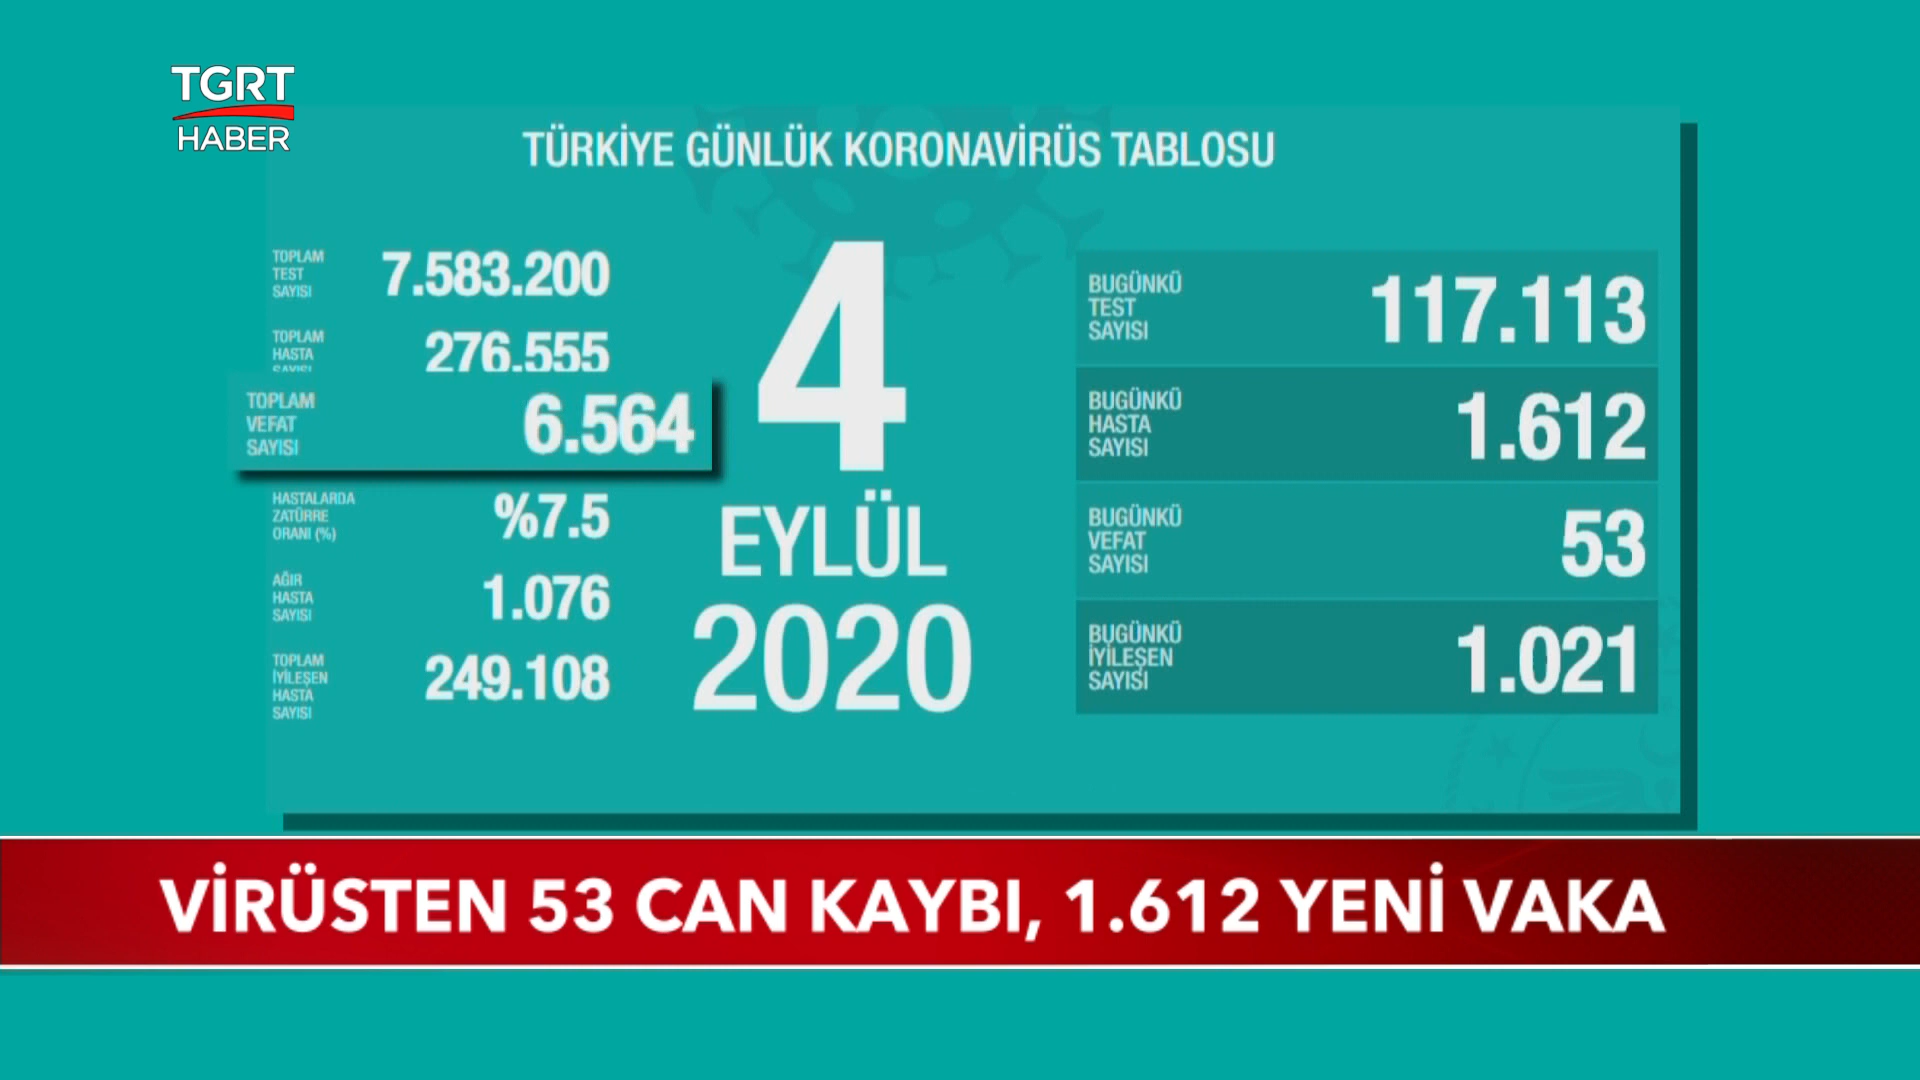 TGRT
HABER
TÜRKİYE GÜNLÜK KORONAVİRÜS TABLOSU
TOPLAM
TEST
SAYISI
7.583.200
TOPLAM
HASTA
SAYISI
276.555
TOPLAM
VEFAT
SAYISI
6.564
HASTALARDA
ZATÜRRE
ORANI (%)
%7.5
AĞIR
HASTA
SAYISI
1.076
TOPLAM
İYİLEŞEN
HASTA
SAYISI
249.108
4
EYLÜL
2020
BUGÜNKÜ
TEST
SAYISI
117.113
BUGÜNKÜ
HASTA
SAYISI
1.612
BUGÜNKÜ
VEFAT
SAYISI
53
BUGÜNKÜ
İYİLEŞEN
SAYISI
1.021
VİRÜSTEN 53 CAN KAYBI, 1.612 YENİ VAKA